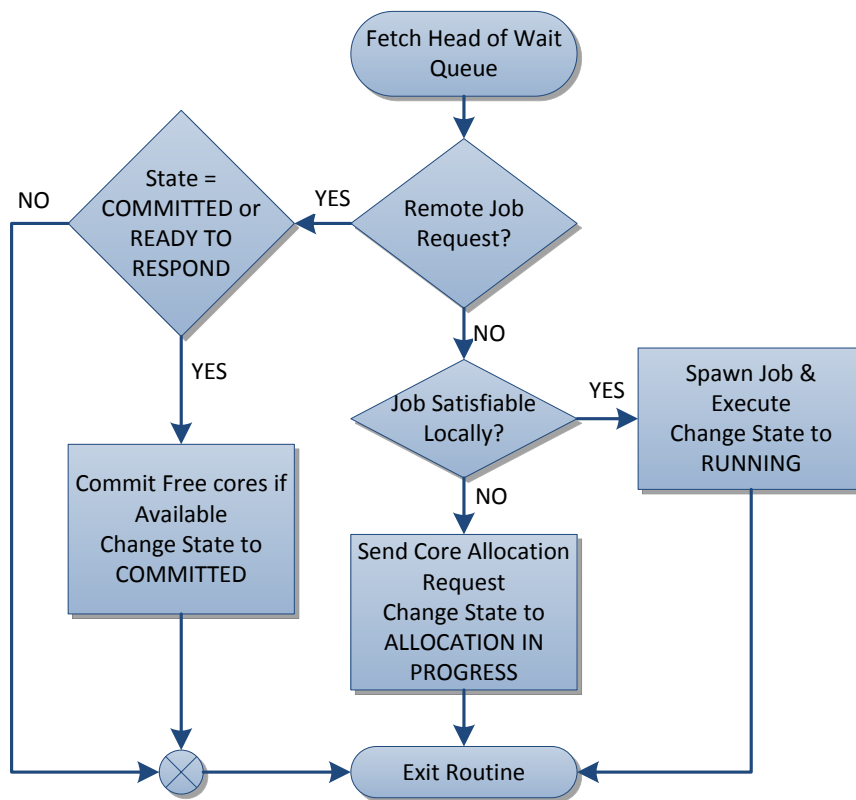 Fetch Head of Wait
Queue
State =
COMMITTED or
READY TO
RESPOND
NO
YES
Remote Job
Request?
YES
NO
Job Satisfiable
Locally?
YES
Spawn Job &
Execute
Change State to
RUNNING
Commit Free cores if
Available
Change State to
COMMITTED
NO
Send Core Allocation
Request
Change State to
ALLOCATION IN
PROGRESS
Exit Routine